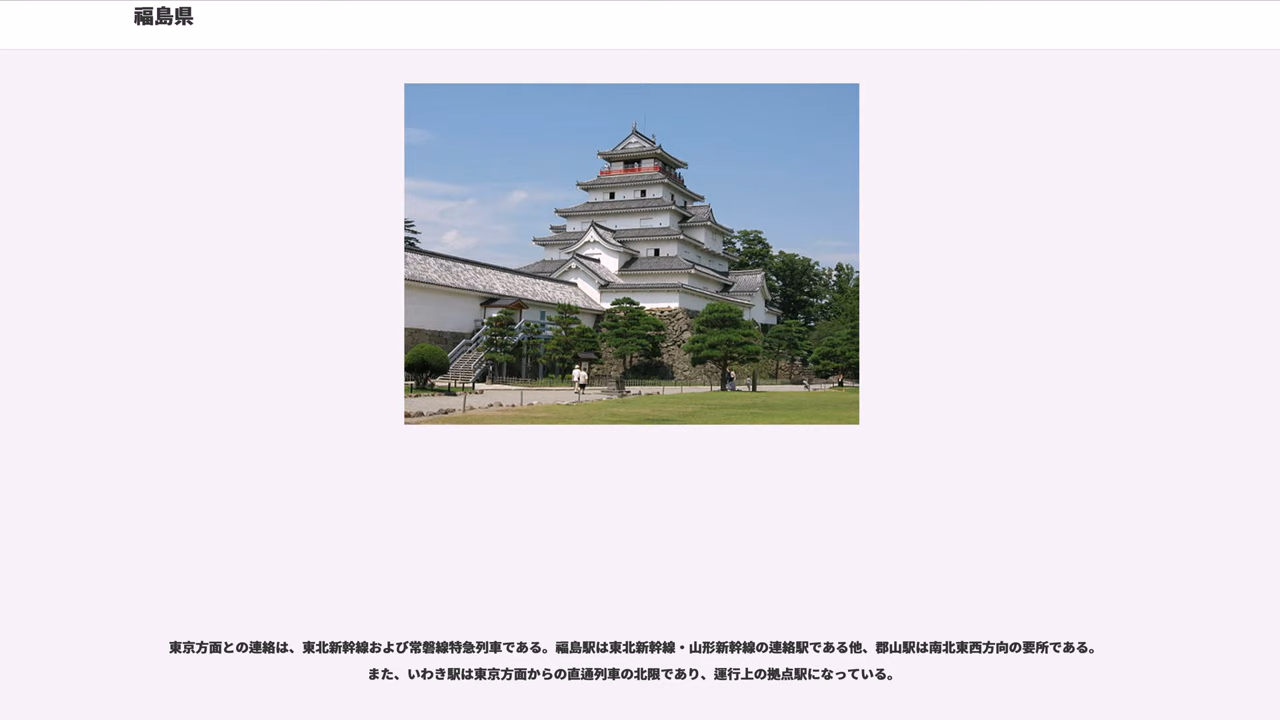 福島県
東京方面との連絡は、東北新幹線および常磐線特急列車である。福島駅は東北新幹線・山形新幹線の連絡駅である他、郡山駅は南北東西方向の要所である。
また、いわき駅は東京方面からの直通列車の北限であり、運行上の拠点駅になっている。